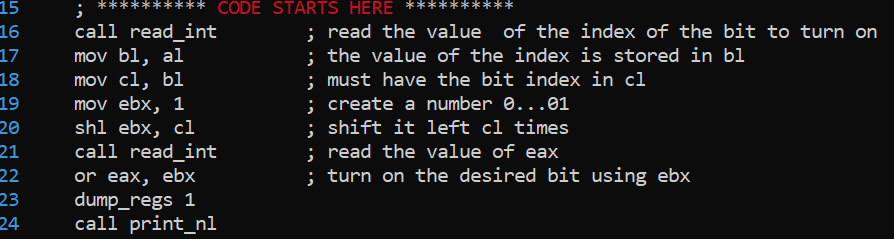 15 ; ********** CODE STARTS HERE **********
16 call read_int ; read the value  of the index of the bit to turn on
17 mov bl, al ; the value of the index is stored in bl
18 mov cl, bl ; must have the bit index in cl
19 mov ebx, 1 ; create a number 0...01
20 shl ebx, cl ; shift it left cl times
21 call read_int ; read the value of eax
22 or eax, ebx ; turn on the desired bit using ebx
23 dump_regs 1
24 call print_nl